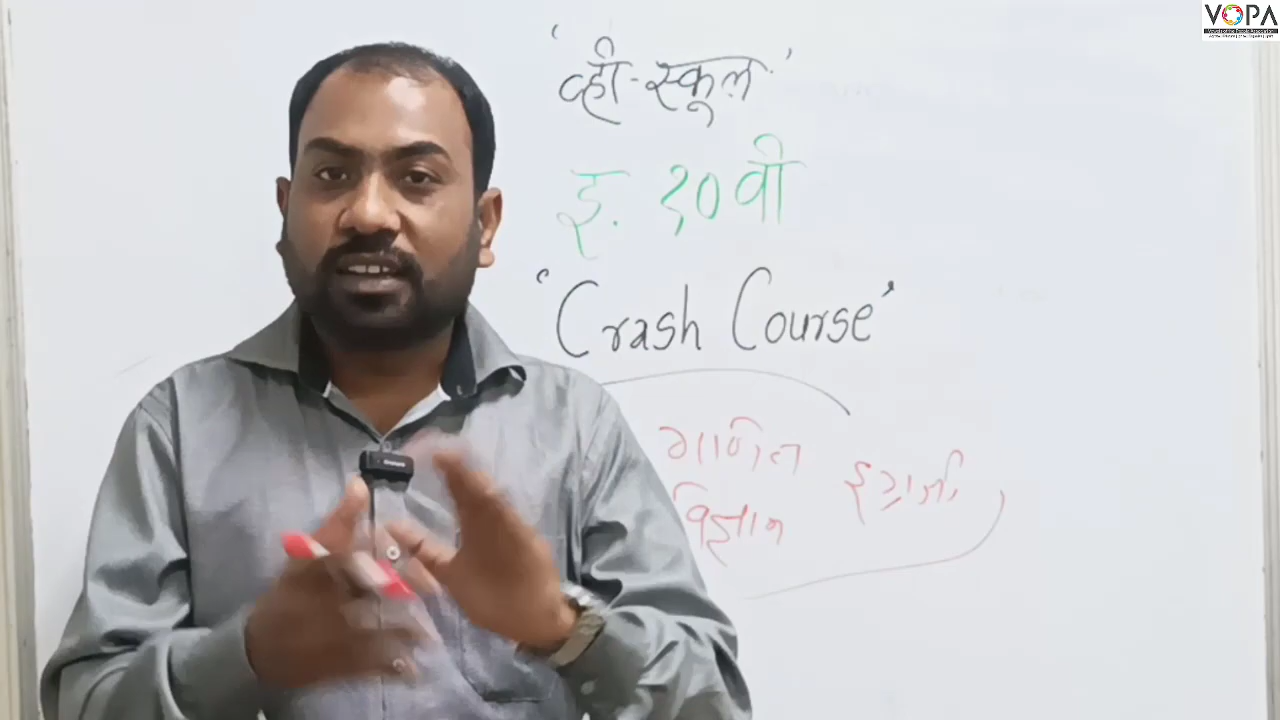 VOPA
'व्ही-स्कूल'
इ. १०वी
'Crash Course'
गणित
इंग्रजी
विज्ञान